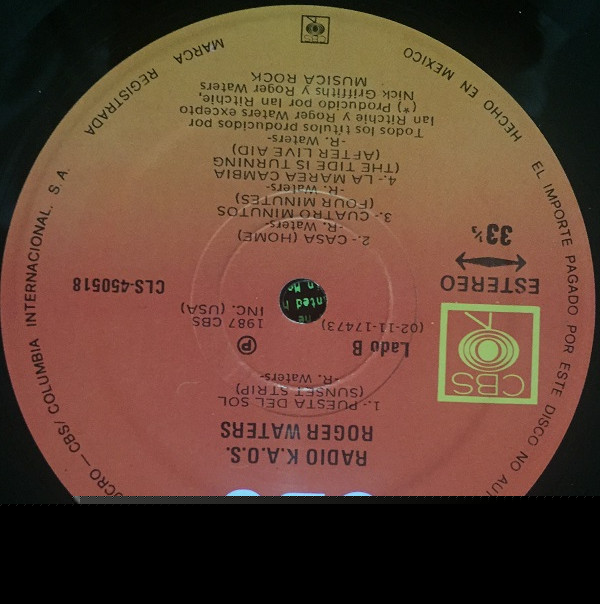 RADIO K.A.O.S.
ROGER WATERS
1.- PUESTA DEL SOL
(SUNSET STRIP)
-R. Waters-
CBS
Lado B
(02-11-17473)
℗
1987 CBS
INC. (USA)
ESTEREO
33⅓
CLS-450518
2.- CASA (HOME)
-R. Waters-
3.- CUATRO MINUTOS
(FOUR MINUTES)
-R. Waters-
4.- LA MAREA CAMBIA
(THE TIDE IS TURNING
(AFTER LIVE AID)
-R. Waters-
Todos los títulos producidos por
Ian Ritchie y Roger Waters excepto
(*) Producido por Ian Ritchie,
Nick Griffiths y Roger Waters
MUSICA ROCK
CBS
HECHO EN MEXICO
EL IMPORTE PAGADO POR ESTE DISCO NO
LUCRO — CBS/COLUMBIA INTERNACIONAL. S. A.
MARCA REGISTRADA